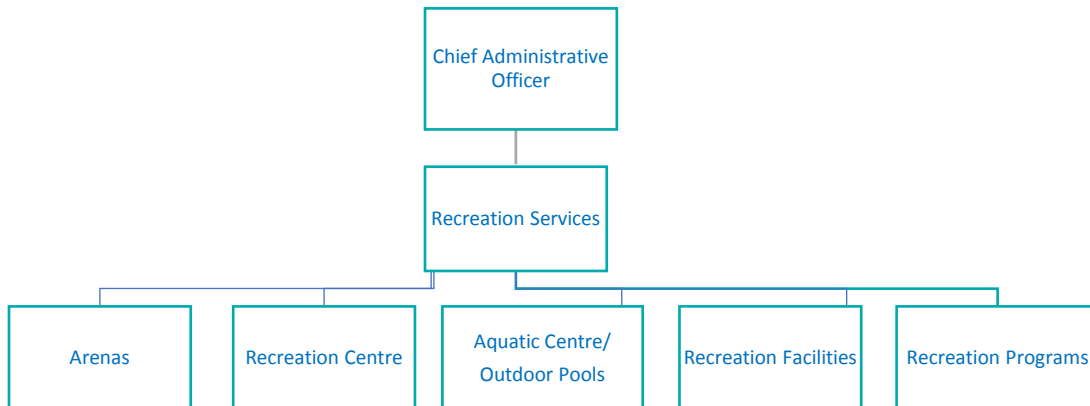 Chief Administrative
Officer
Recreation Services
Arenas
Recreation Centre
Aquatic Centre/
Outdoor Pools
Recreation Facilities
Recreation Programs